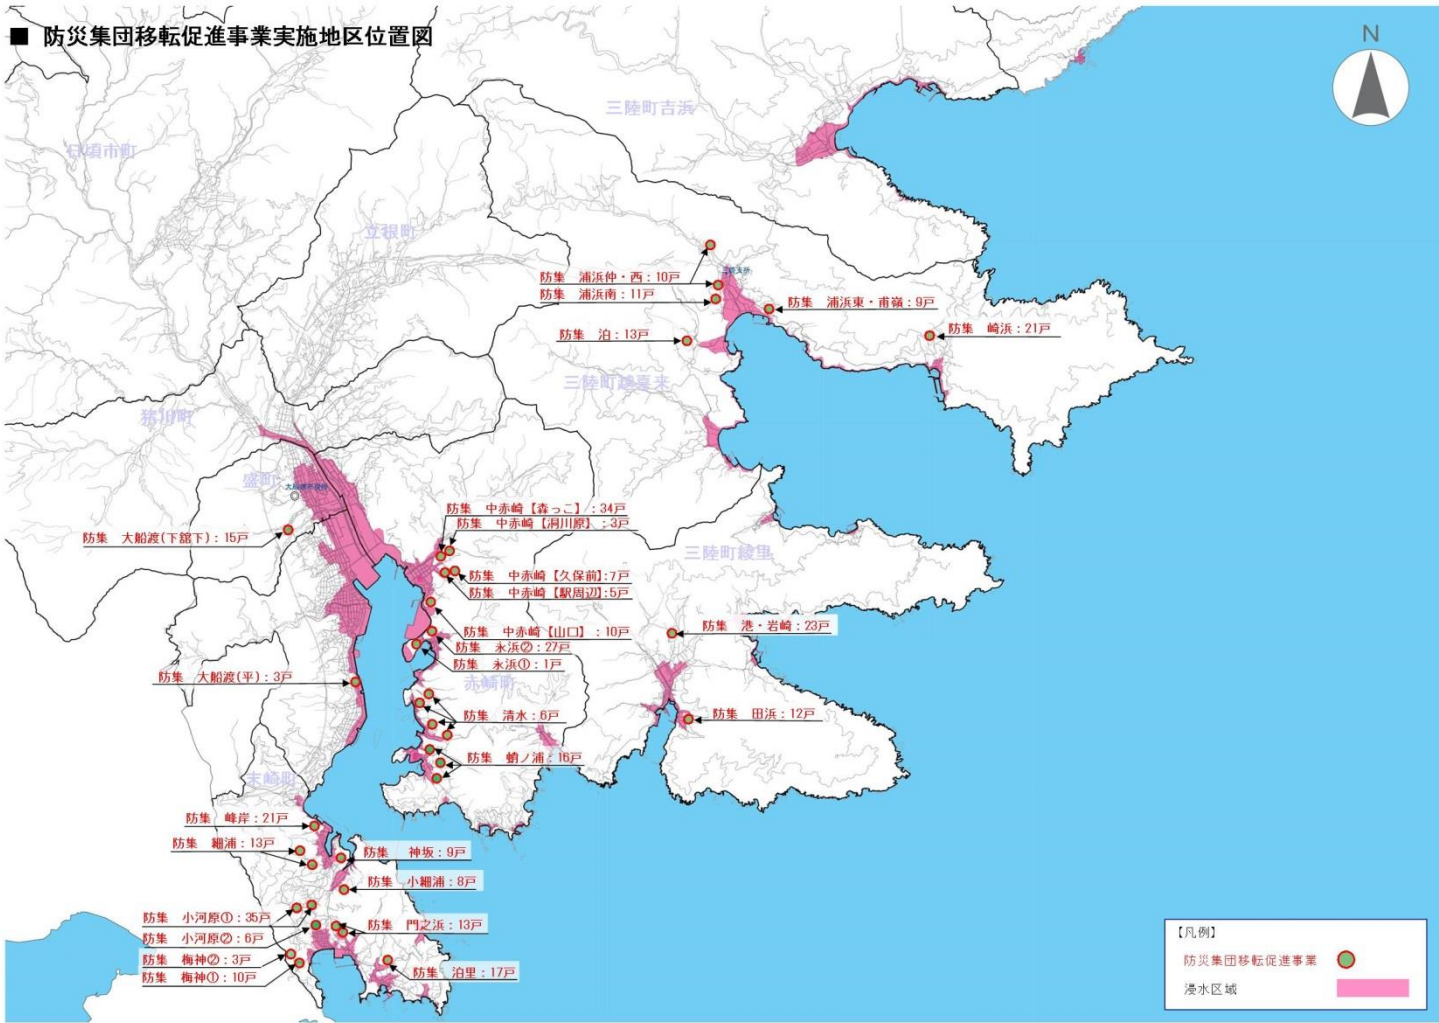 ■ 防災集団移転促進事業実施地区位置図
N
三陸町吉浜
日頃市町
立根町
防集 浦浜仲・西：10戸
防集 浦浜南：11戸
防集 浦浜東・甫嶺：9戸
防集 泊：13戸
防集 崎浜：21戸
三陸町越喜来
猪川町
盛町
防集 大船渡(下舘下)：15戸
防集 中赤崎【森っこ】：34戸
防集 中赤崎【洞川原】：3戸
三陸町綾里
防集 中赤崎【久保前】：7戸
防集 中赤崎【駅周辺】：5戸
防集 中赤崎【山口】：10戸
防集 港・岩崎：23戸
防集 永浜②：27戸
防集 永浜①：1戸
防集 大船渡(平)：3戸
赤崎町
防集 清水：6戸
防集 田浜：12戸
防集 蛸ノ浦：16戸
末崎町
防集 峰岸：21戸
防集 細浦：13戸
防集 神坂：9戸
防集 小細浦：8戸
防集 小河原①：35戸
防集 門之浜：13戸
防集 小河原②：6戸
防集 梅神②：3戸
防集 泊里：17戸
防集 梅神①：10戸
【凡例】
防災集団移転促進事業
浸水区域